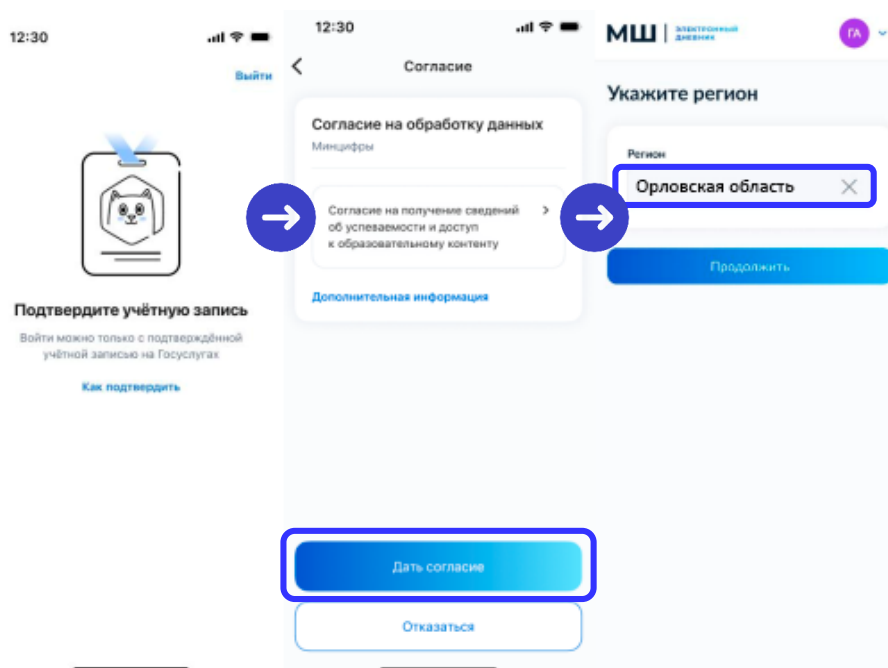 12:30
Выйти
Подтвердите учётную запись
Войти можно только с подтверждённой
учётной записью на Госуслугах
Как подтвердить
12:30
Согласие
Согласие на обработку данных
Минцифры
Согласие на получение сведений
об успеваемости и доступ
к образовательному контенту
Дополнительная информация
Дать согласие
Отказаться
МШ
ЭЛЕКТРОННЫЙ
ДНЕВНИК
ГА
Укажите регион
Регион
Орловская область
Продолжить